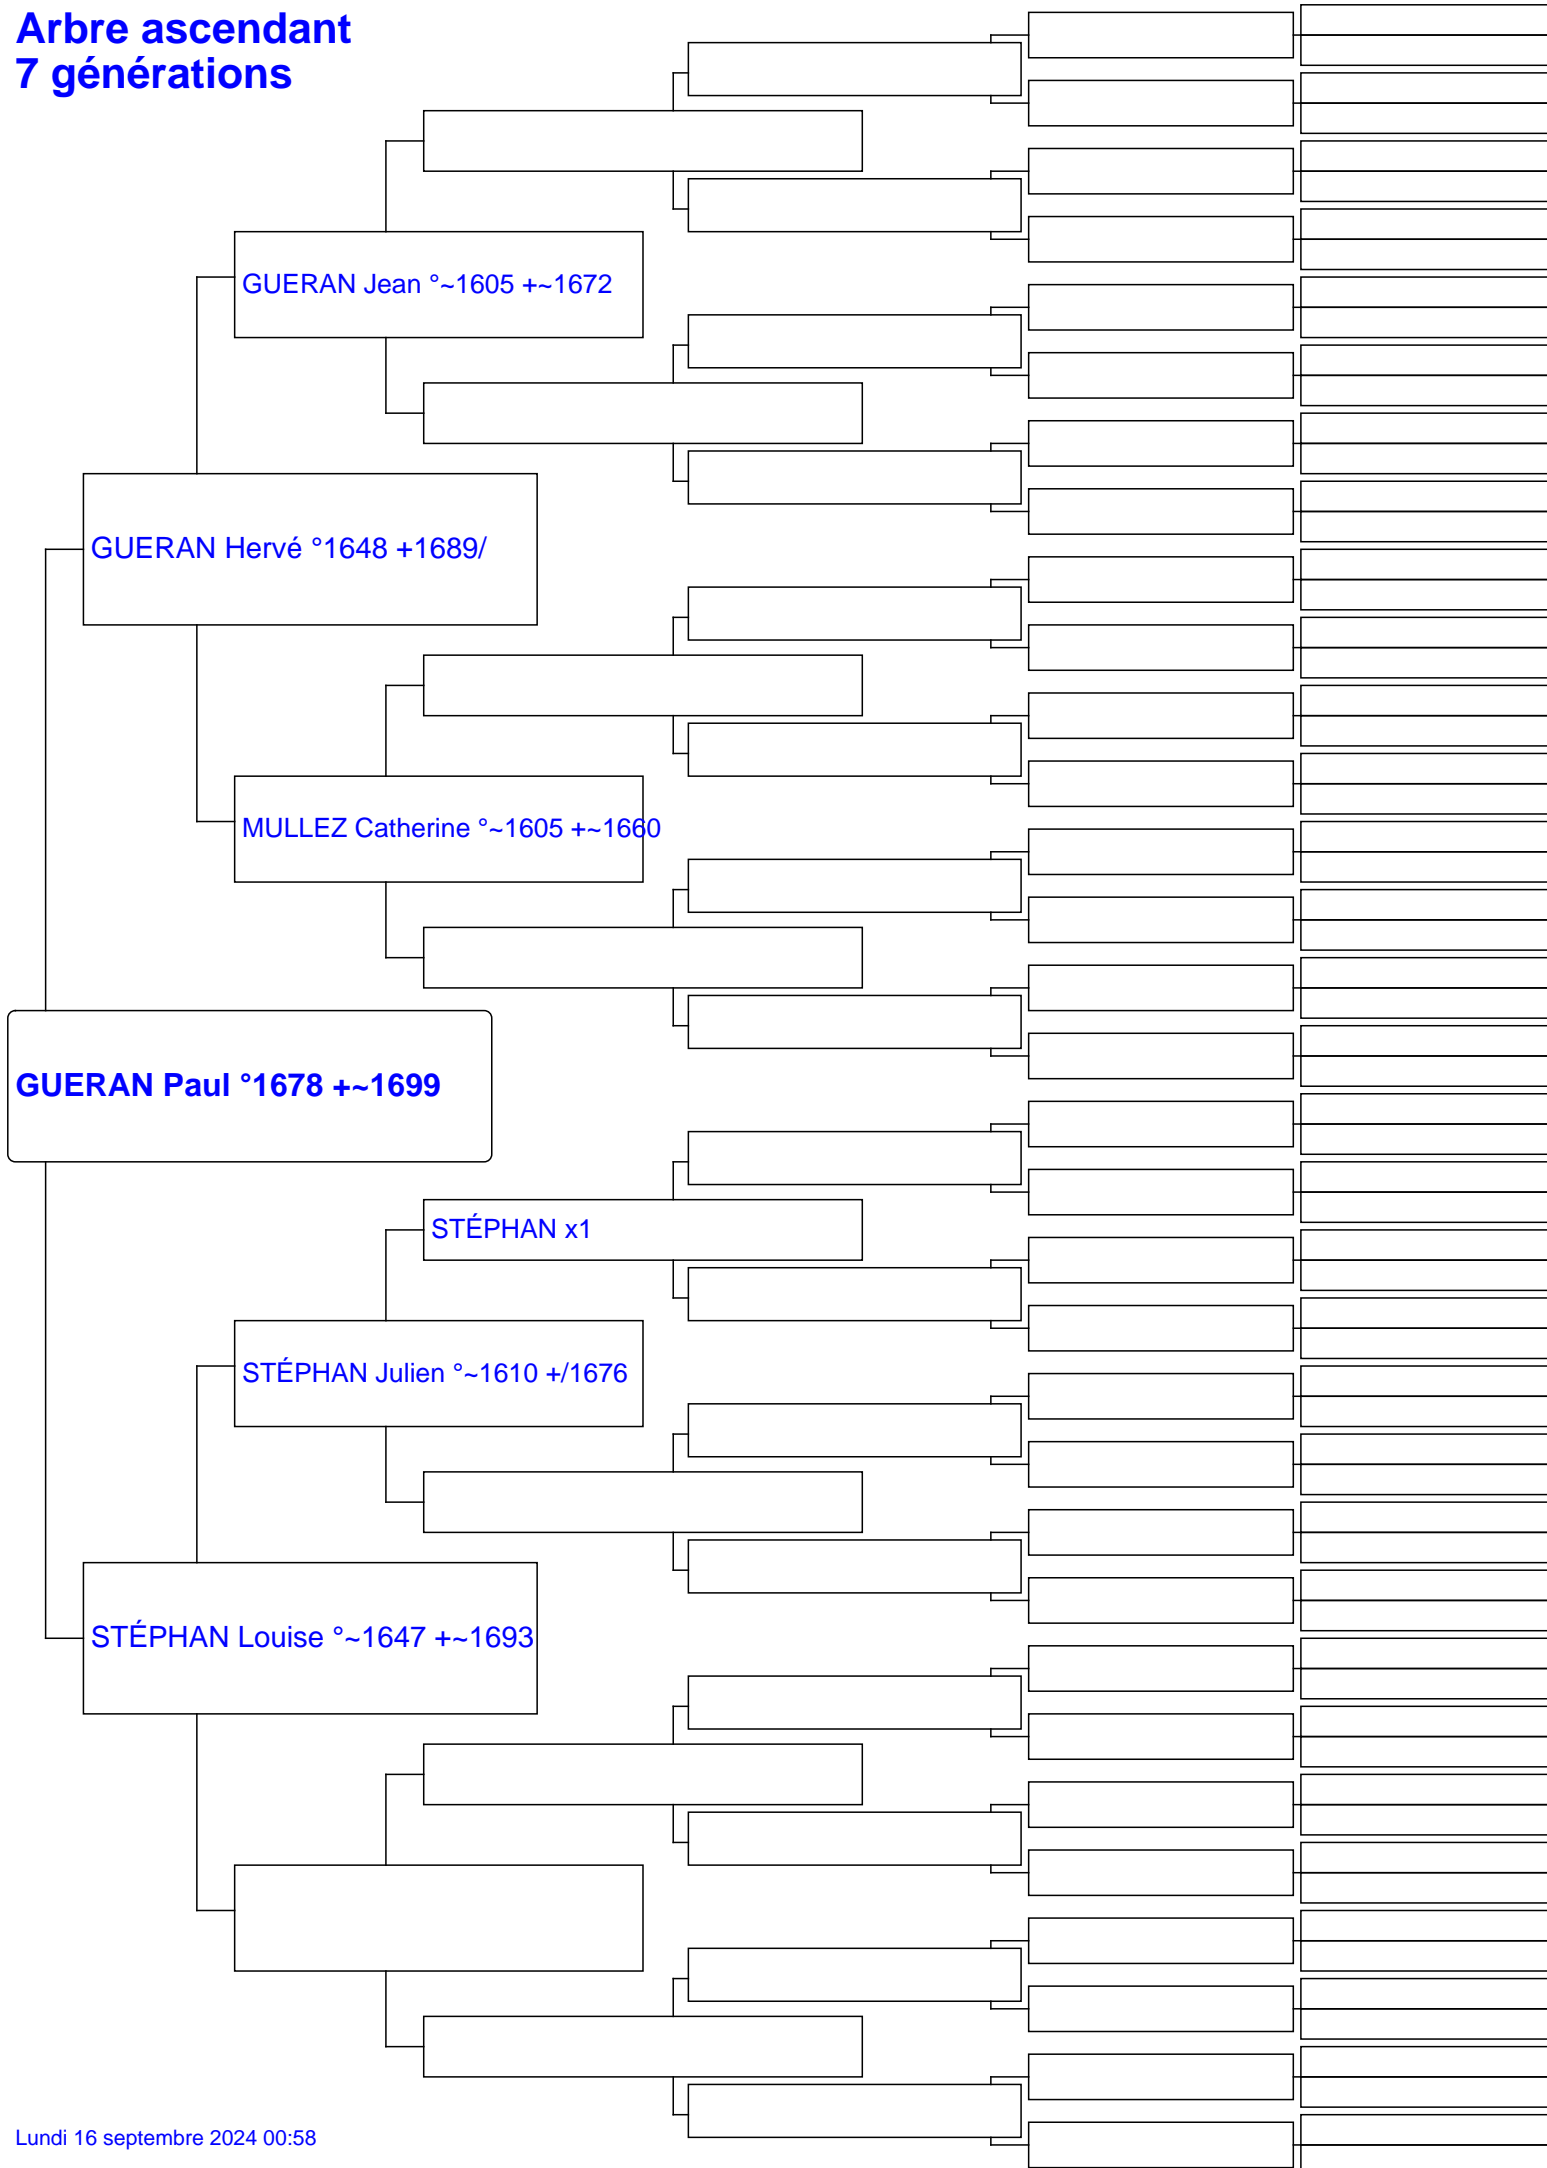 Arbre ascendant
7 générations
GUERAN Jean °~1605 +~1672
GUERAN Hervé °1648 +1689/
MULLEZ Catherine °~1605 +~1660
GUERAN Paul °1678 +~1699
STÉPHAN x1
STÉPHAN Julien °~1610 +/1676
STÉPHAN Louise °~1647 +~1693
Lundi 16 septembre 2024 00:58